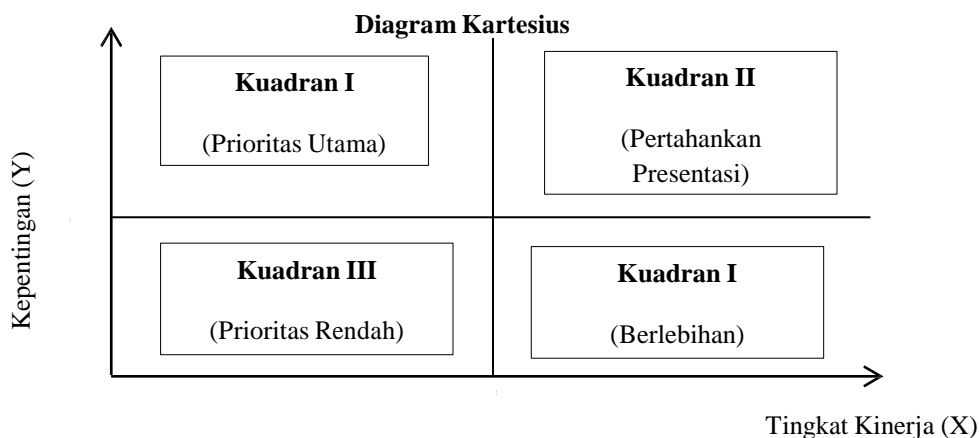 Diagram Kartesius
Kuadran I
(Prioritas Utama)
Kuadran II
(Pertahankan
Presentasi)
Kepentingan (Y)
Kuadran III
(Prioritas Rendah)
Kuadran I
(Berlebihan)
Tingkat Kinerja (X)